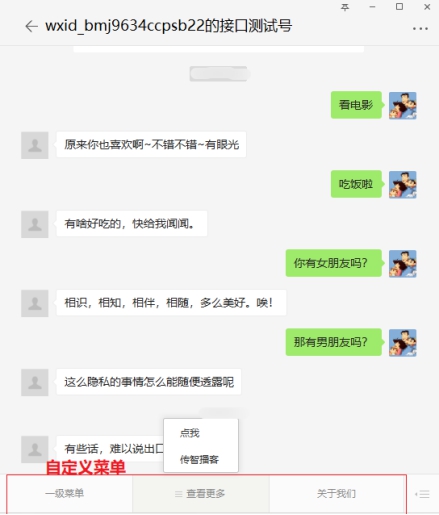 wxid_bmj9634ccpsb22的接口测试号
看电影
原来你也喜欢啊~不错不错~有眼光
吃饭啦
有啥好吃的，快给我闻闻。
你有女朋友吗？
相识，相知，相伴，相随，多么美好。唉！
那有男朋友吗？
这么隐私的事情怎么能随便透露呢
点我
有些话，难以说出口
传智播客
自定义菜单
一级菜单
查看更多
关于我们